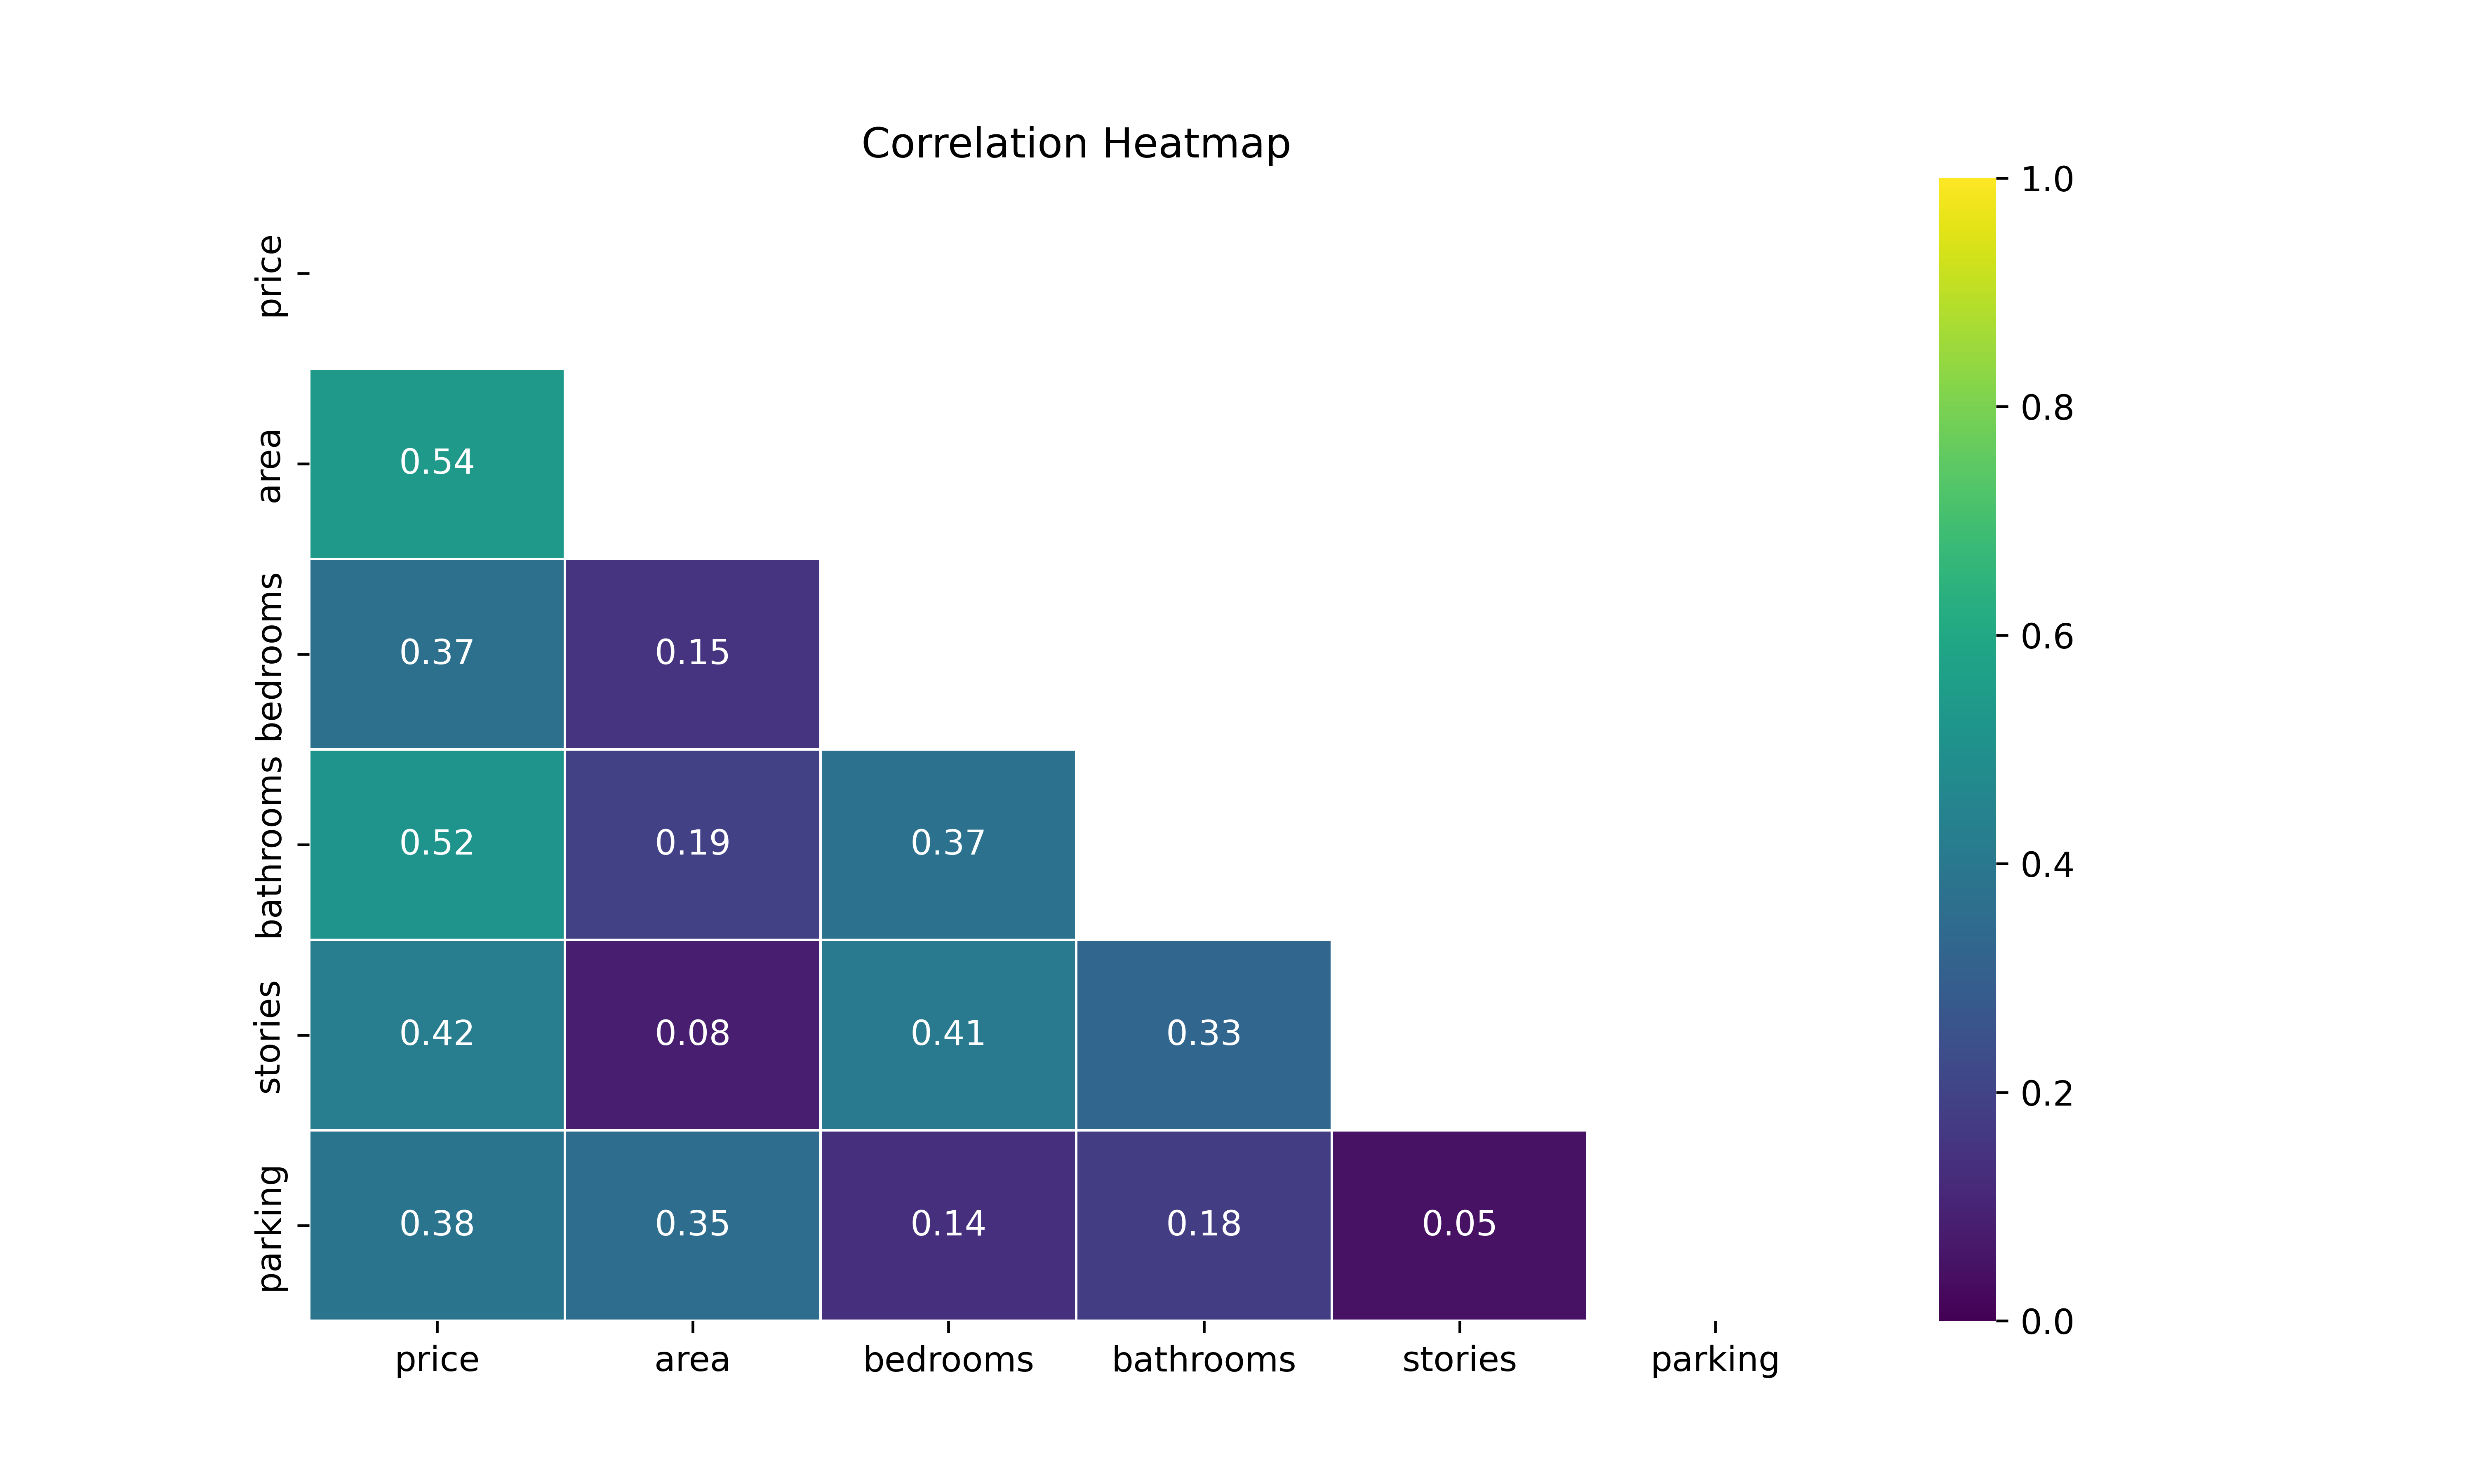 Correlation Heatmap
price
area
bedrooms
bathrooms
stories
parking
0.54
0.37 0.15
0.52 0.19 0.37
0.42 0.08 0.41 0.33
0.38 0.35 0.14 0.18 0.05
price area bedrooms bathrooms stories parking
1.0
0.8
0.6
0.4
0.2
0.0